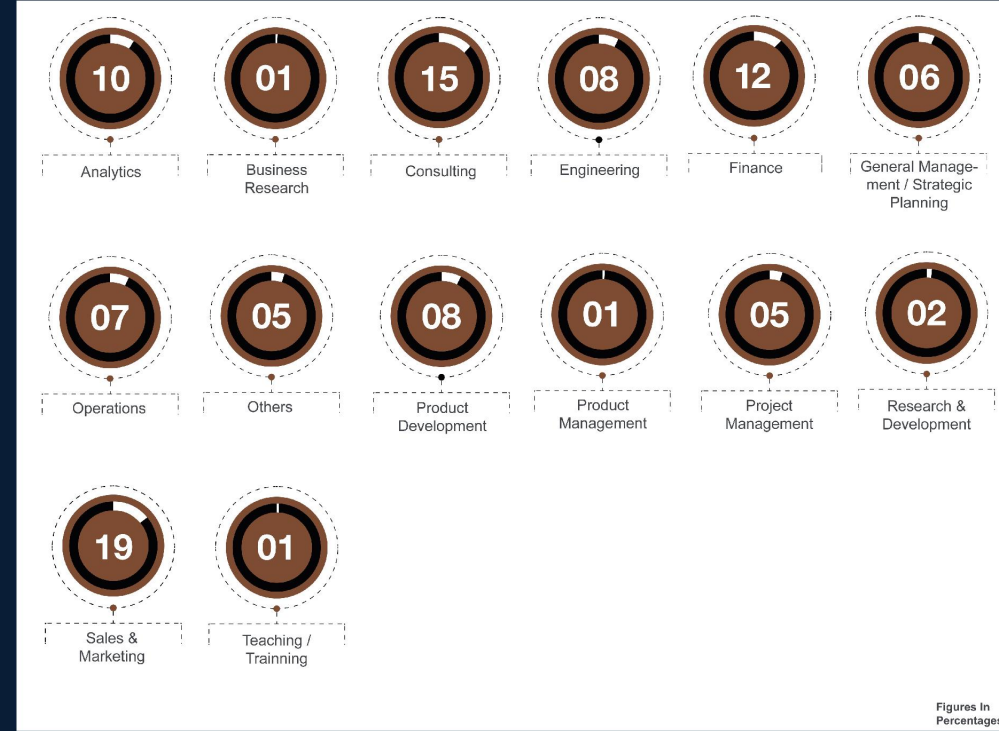 10
01
15
08
12
06
Analytics
Business
Research
Consulting
Engineering
Finance
General Manage-
ment / Strategic
Planning
07
05
08
01
05
02
Operations
Others
Product
Development
Product
Management
Project
Management
Research &
Development
19
01
Sales &
Marketing
Teaching /
Trainning
Figures In
Percentages